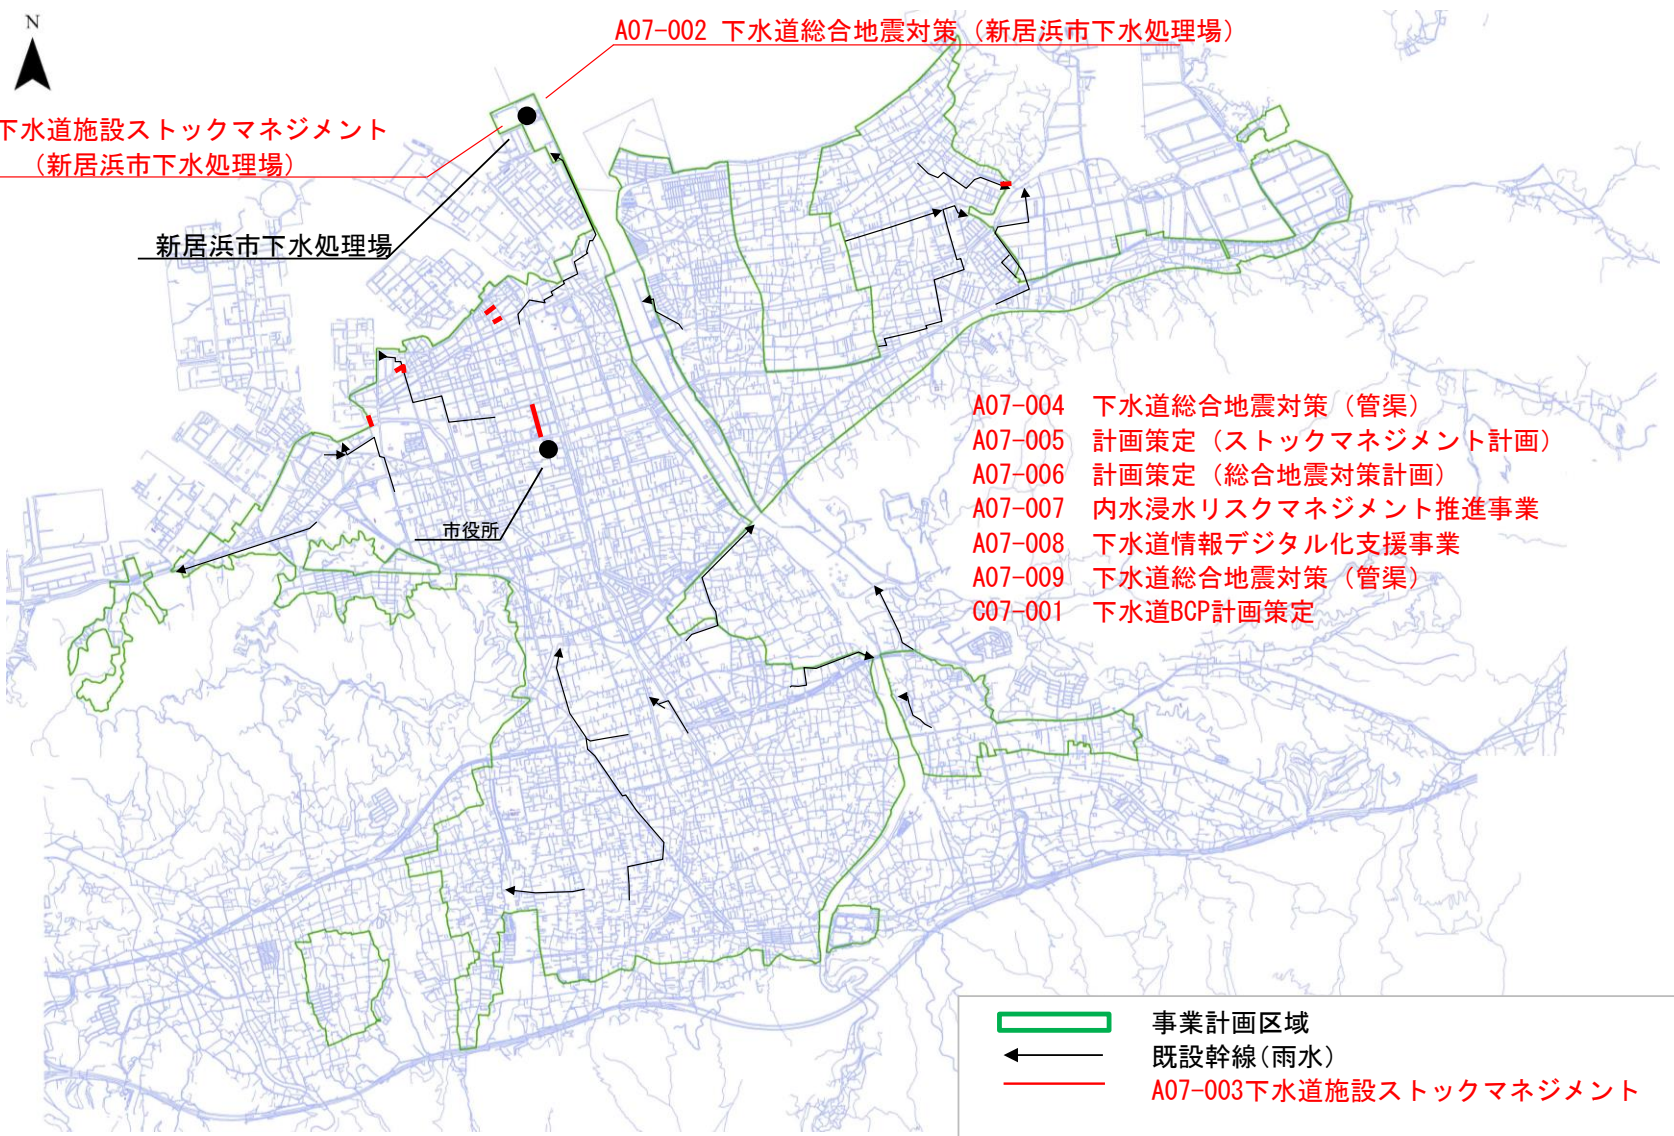 N
A07-002 下水道総合地震対策（新居浜市下水処理場）
下水道施設ストックマネジメント
（新居浜市下水処理場）
新居浜市下水処理場
A07-004 下水道総合地震対策（管渠）
A07-005 計画策定（ストックマネジメント計画）
A07-006 計画策定（総合地震対策計画）
A07-007 内水浸水リスクマネジメント推進事業
A07-008 下水道情報デジタル化支援事業
A07-009 下水道総合地震対策（管渠）
C07-001 下水道BCP計画策定
市役所
事業計画区域
既設幹線(雨水)
A07-003下水道施設ストックマネジメント